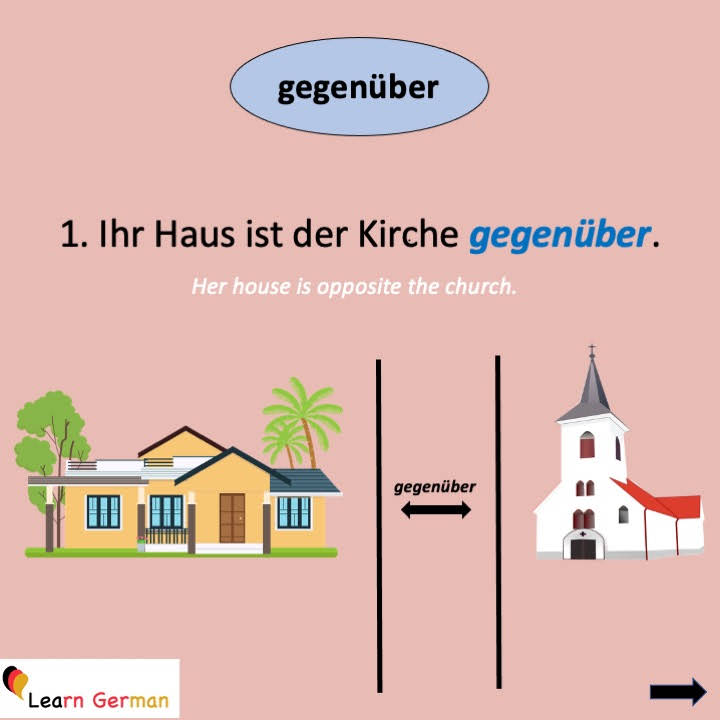 gegenüber
1. Ihr Haus ist der Kirche gegenüber.
Her house is opposite the church.
gegenüber
Learn German